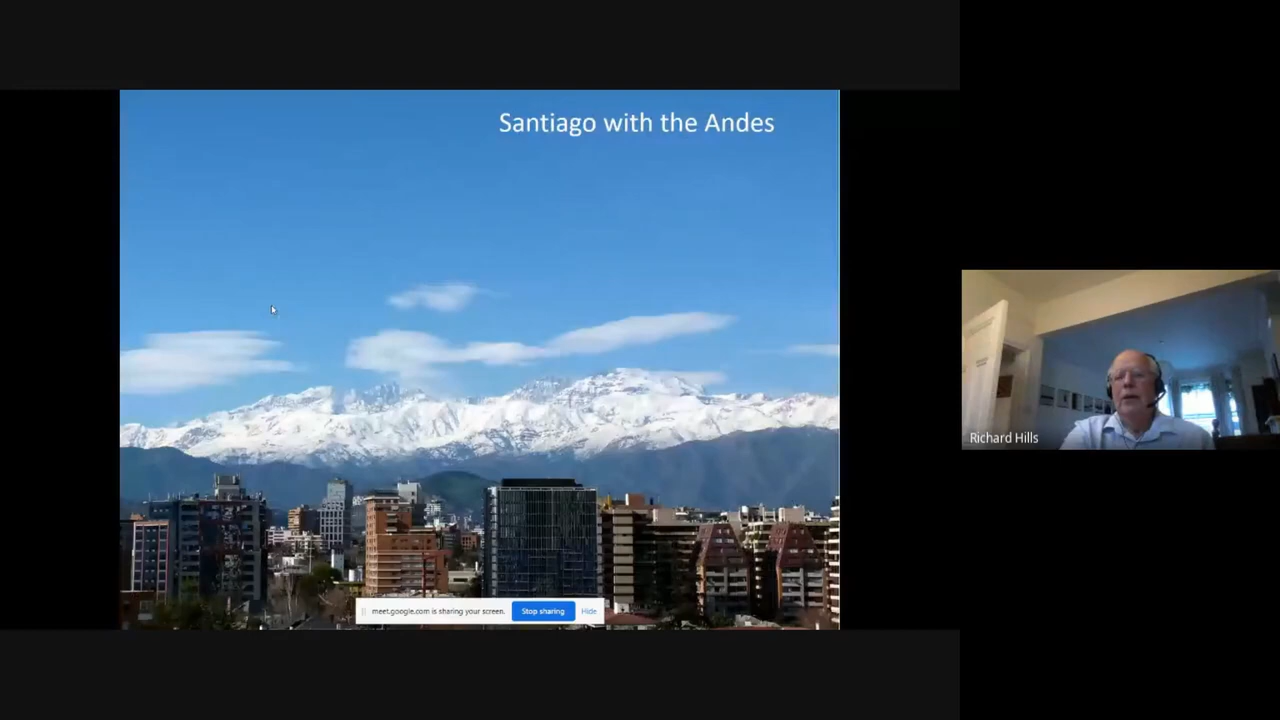 Santiago with the Andes
Richard Hills
meet.google.com is sharing your screen. Stop sharing Hide